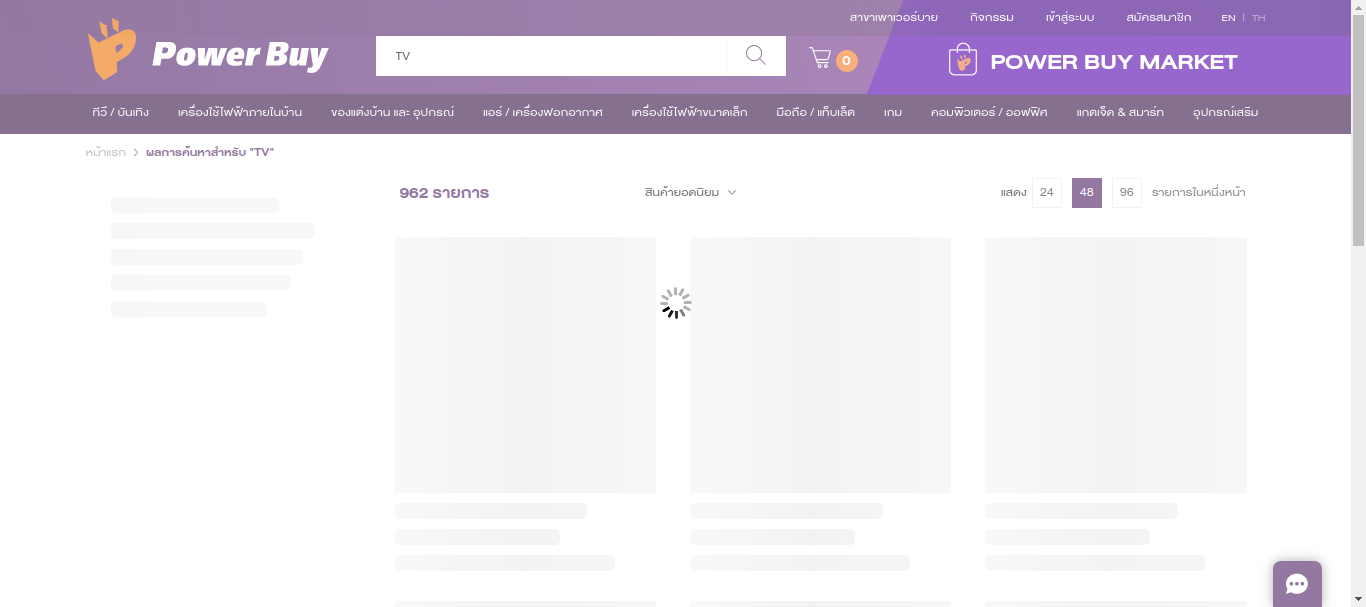 สาขาเพาเวอร์บาย กิจกรรม เข้าสู่ระบบ สมัครสมาชิก EN | TH
Power Buy TV 0 POWER BUY MARKET
ทีวี / บันเทิง เครื่องใช้ไฟฟ้าภายในบ้าน ของแต่งบ้าน และ อุปกรณ์ แอร์ / เครื่องฟอกอากาศ เครื่องใช้ไฟฟ้าขนาดเล็ก มือถือ / แท็บเล็ต เกม คอมพิวเตอร์ / ออฟฟิศ แกดเจ็ด & สมาร์ท อุปกรณ์เสริม
หน้าแรก > ผลการค้นหาสำหรับ "TV"
962 รายการ สินค้ายอดนิยม แสดง 24 48 96 รายการในหนึ่งหน้า